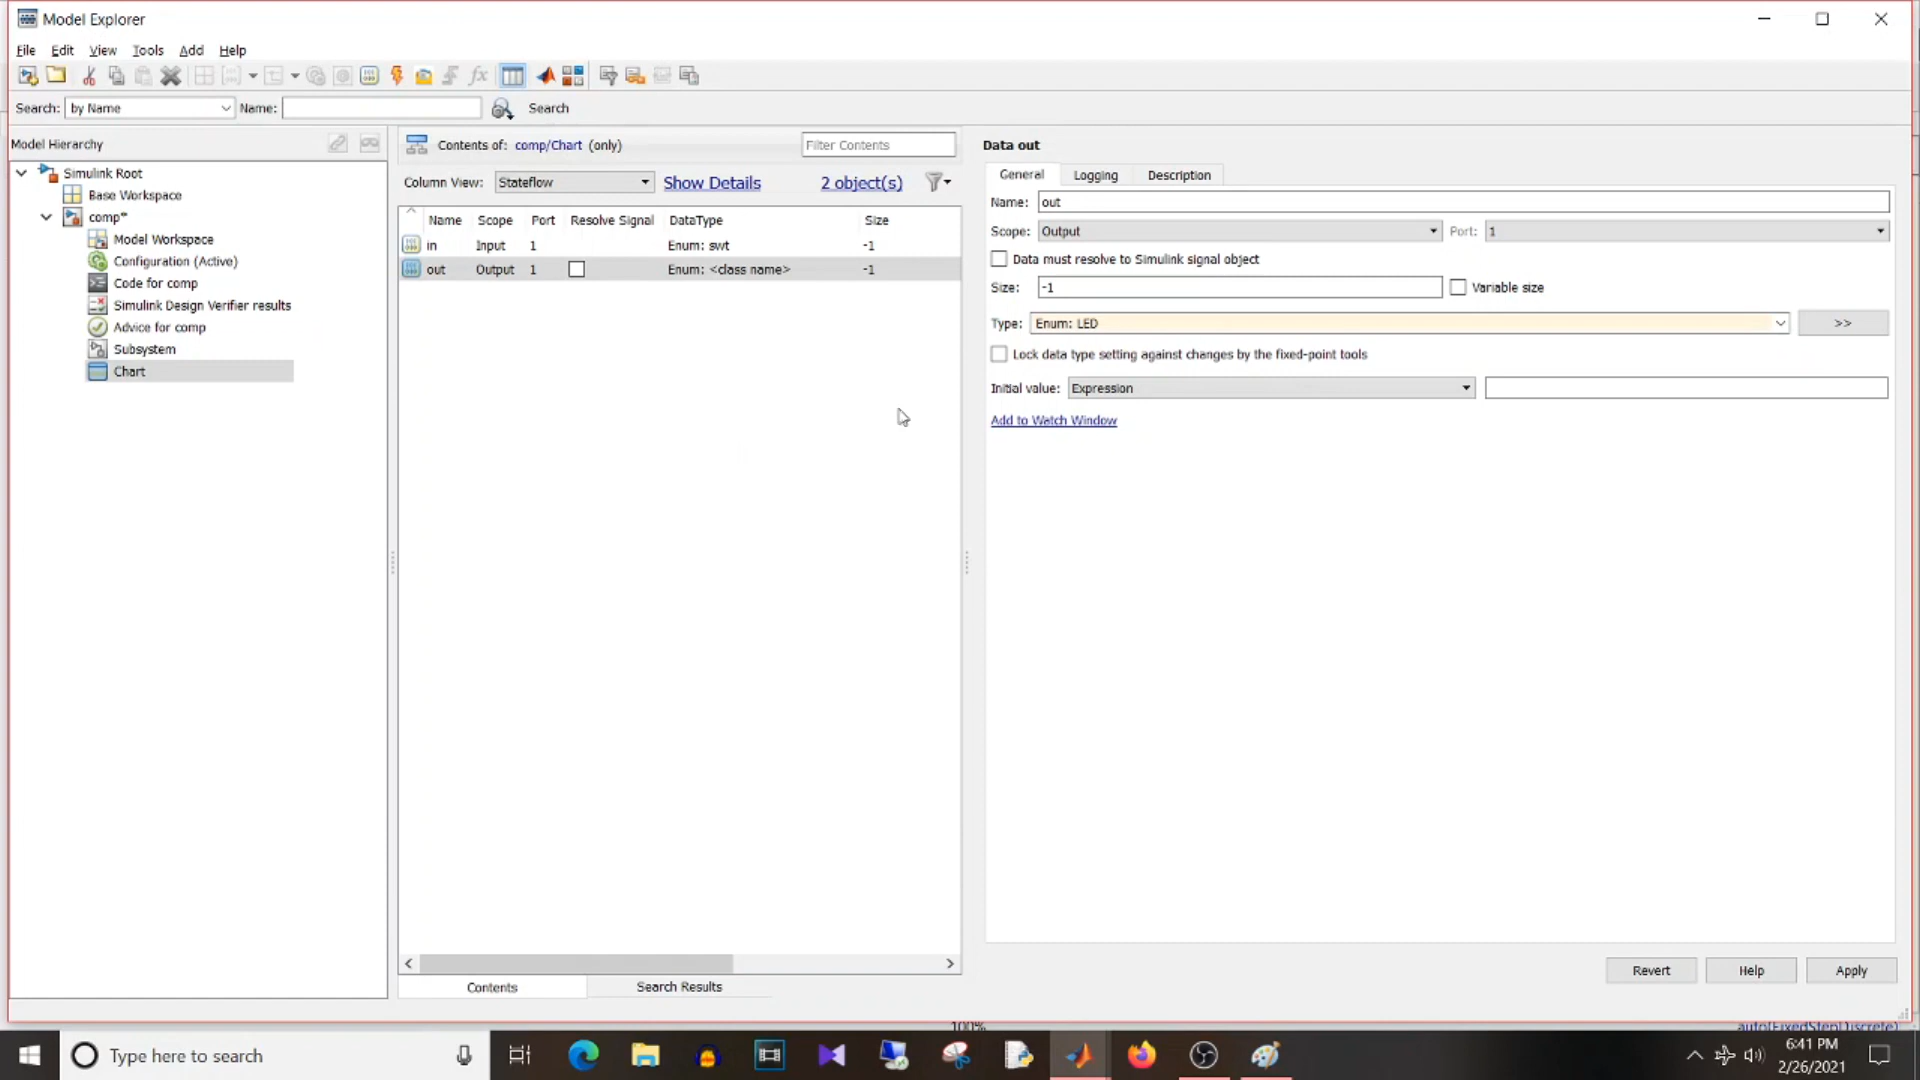 Model Explorer
File Edit View Tools Add Help
Search: by Name Name: Search
Model Hierarchy
Simulink Root
Base Workspace
comp*
Model Workspace
Configuration (Active)
Code for comp
Simulink Design Verifier results
Advice for comp
Subsystem
Chart
Contents of: comp/Chart (only) Filter Contents
Column View: Stateflow Show Details 2 object(s)
Name Scope Port Resolve Signal DataType Size
in Input 1 Enum: swt -1
out Output 1 Enum: <class name> -1
Contents Search Results
Data out
General Logging Description
Name: out
Scope: Output Port: 1
Data must resolve to Simulink signal object
Size: -1 Variable size
Type: Enum: LED >>
Lock data type setting against changes by the fixed-point tools
Initial value: Expression
Add to Watch Window
Revert Help Apply
100% auto(FixedStepDiscrete)
Type here to search
6:41 PM
2/26/2021